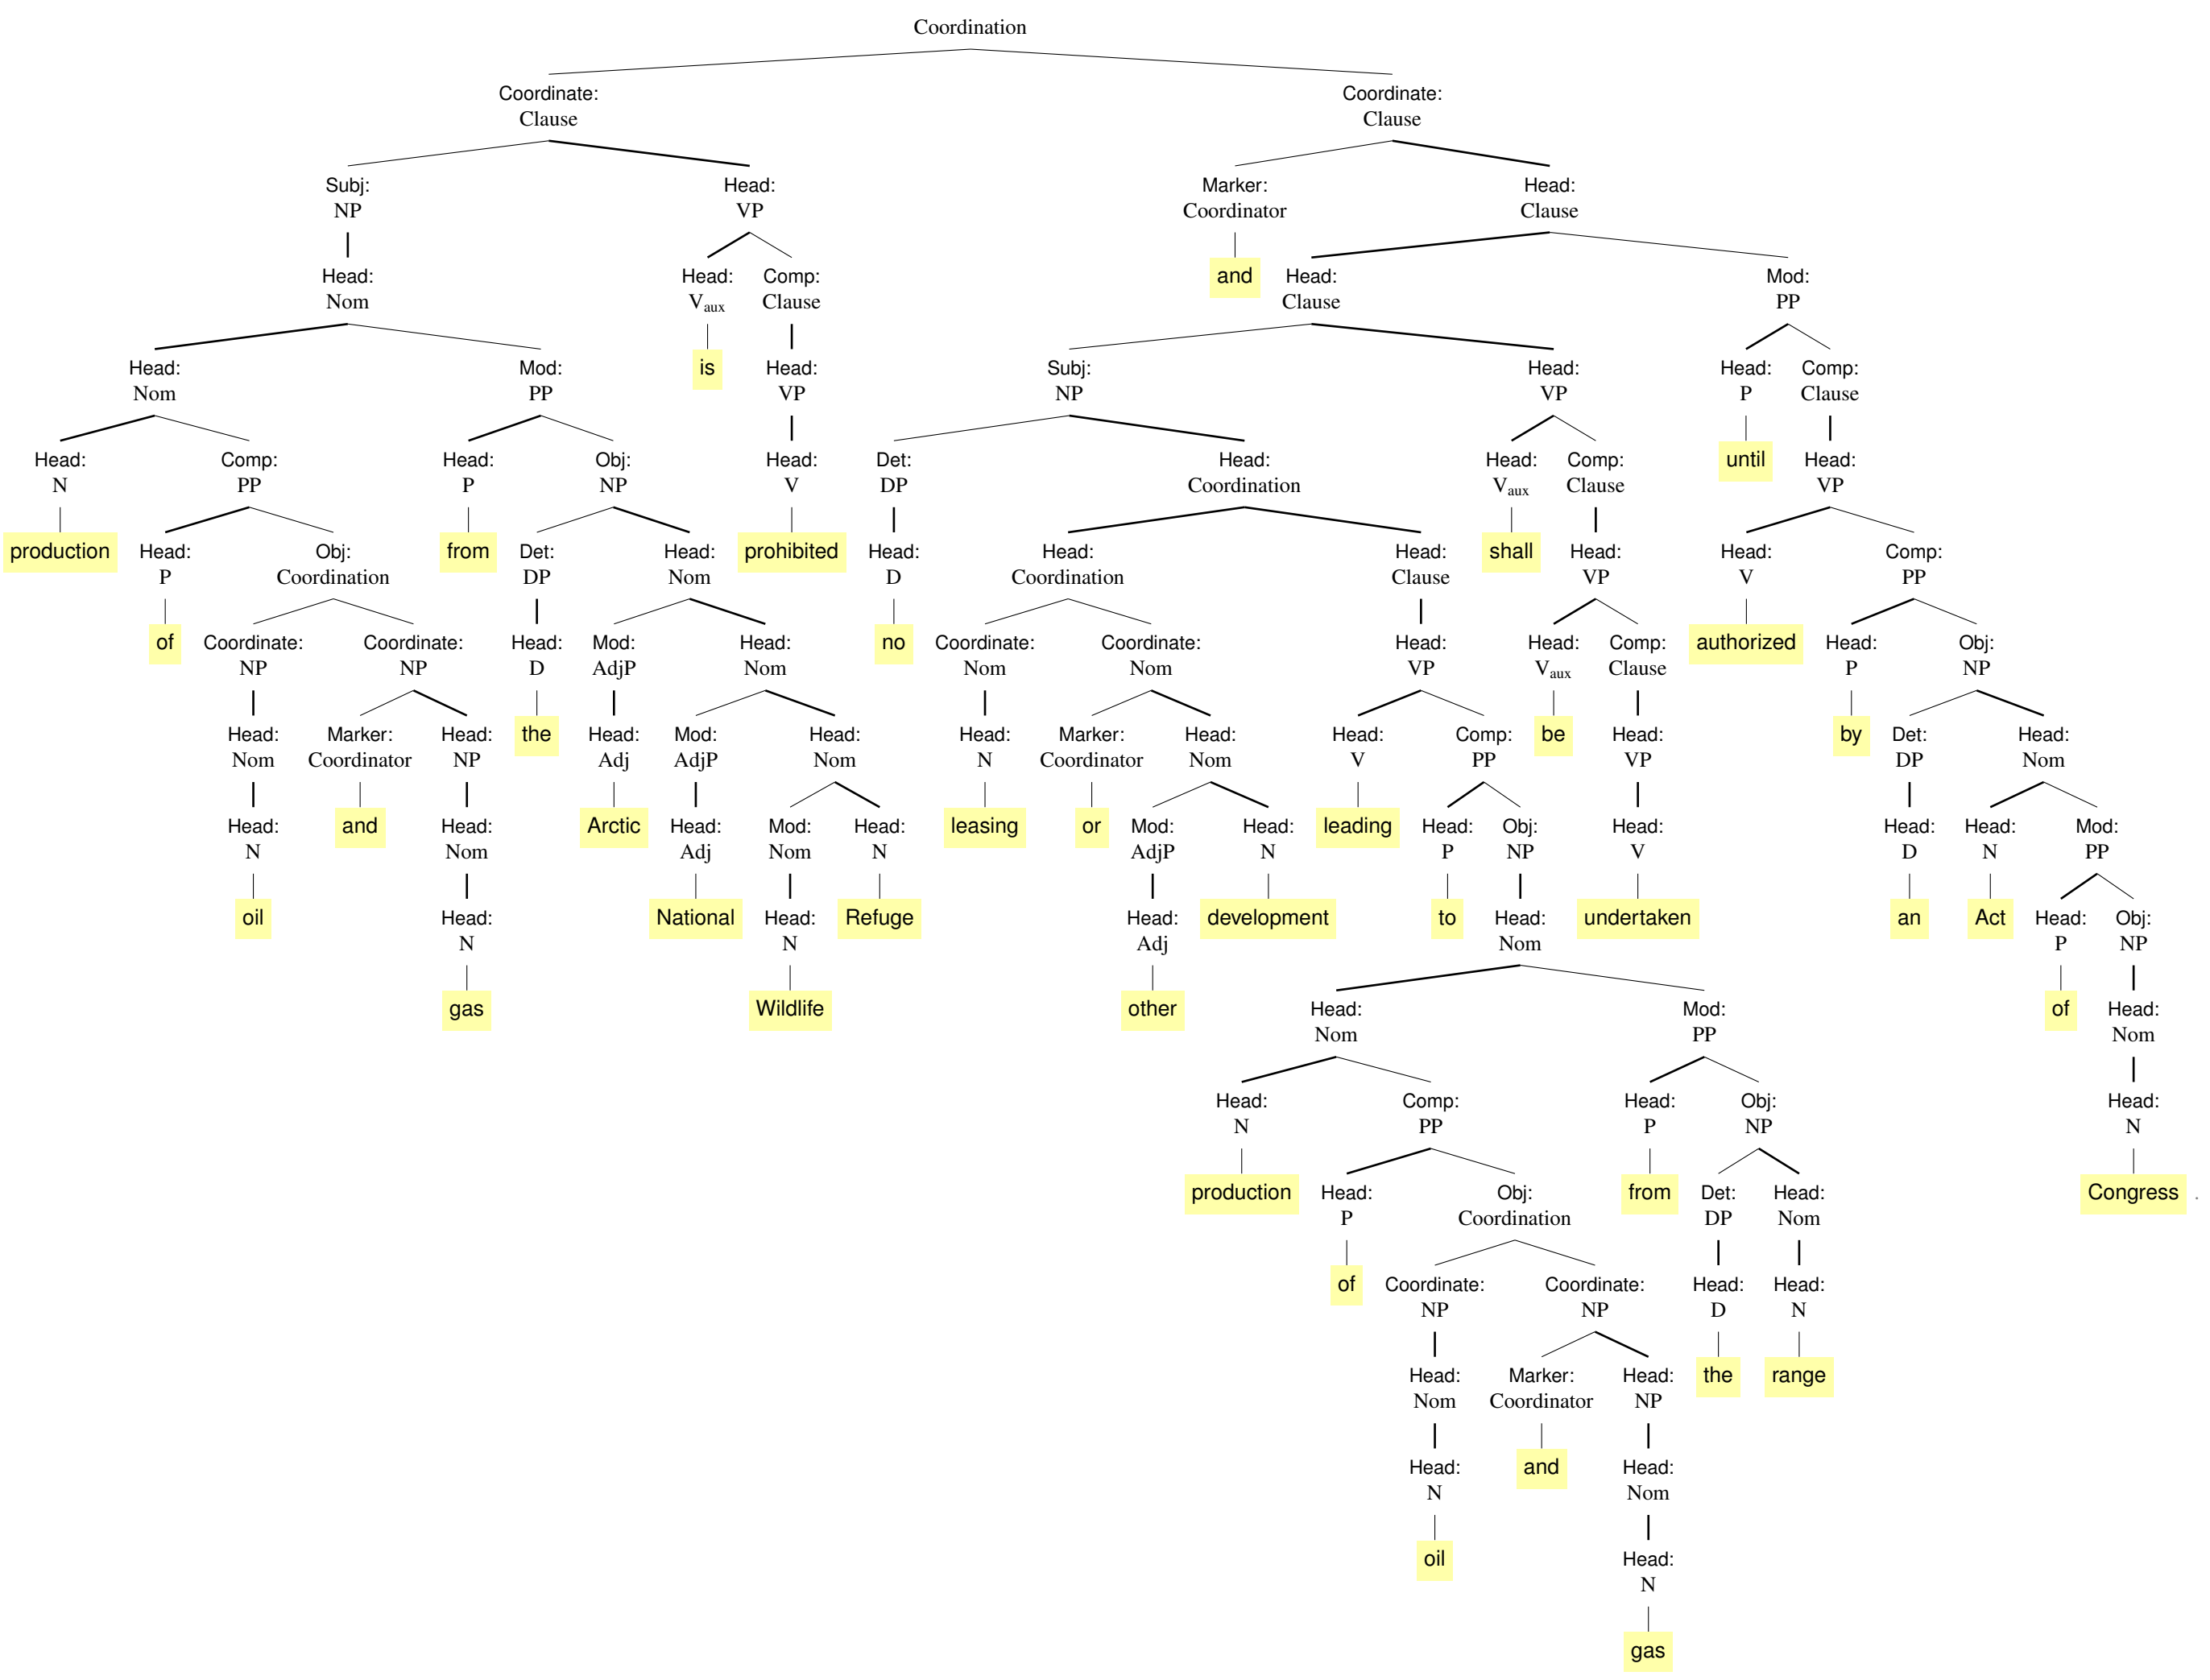 Coordination
Coordinate: Coordinate:
Clause Clause
Subj: Head: Marker: Head:
NP VP Coordinator Clause
Head: Head: Comp: and Head: Mod:
Nom Vaux Clause Clause PP
Head: Mod: is Head: Subj: Head: Head: Comp:
Nom PP VP NP VP P Clause
Head: Comp: Head: Obj: Head: Det: Head: Head: Comp: until Head:
N PP P NP V DP Coordination Vaux Clause VP
production Head: Obj: from Det: Head: prohibited Head: Head: Head: shall Head: Head: Comp:
P Coordination DP Nom D Coordination Clause VP V PP
of Coordinate: Coordinate: Head: Mod: Head: no Coordinate: Coordinate: Head: Head: Comp: authorized Head: Obj:
NP NP D AdjP Nom Nom Nom VP Vaux Clause P NP
Head: Marker: Head: the Head: Mod: Head: Head: Marker: Head: Head: Comp: be Head: by Det: Head:
Nom Coordinator NP Adj AdjP Nom N Coordinator Nom V PP VP DP Nom
Head: and Head: Arctic Head: Mod: Head: leasing or Mod: Head: leading Head: Obj: Head: Head: Head: Mod:
N Nom Adj Nom N AdjP N P NP V D N PP
oil Head: National Head: Refuge Head: development to Head: undertaken an Act Head: Obj:
N N Adj Nom P NP
gas Wildlife other Head: Mod: of Head:
Nom PP Nom
Head: Comp: Head: Obj: Head:
N PP P NP N
production Head: Obj: from Det: Head: Congress .
P Coordination DP Nom
of Coordinate: Coordinate: Head: Head:
NP NP D N
Head: Marker: Head: the range
Nom Coordinator NP
Head: and Head:
N Nom
oil Head:
N
gas